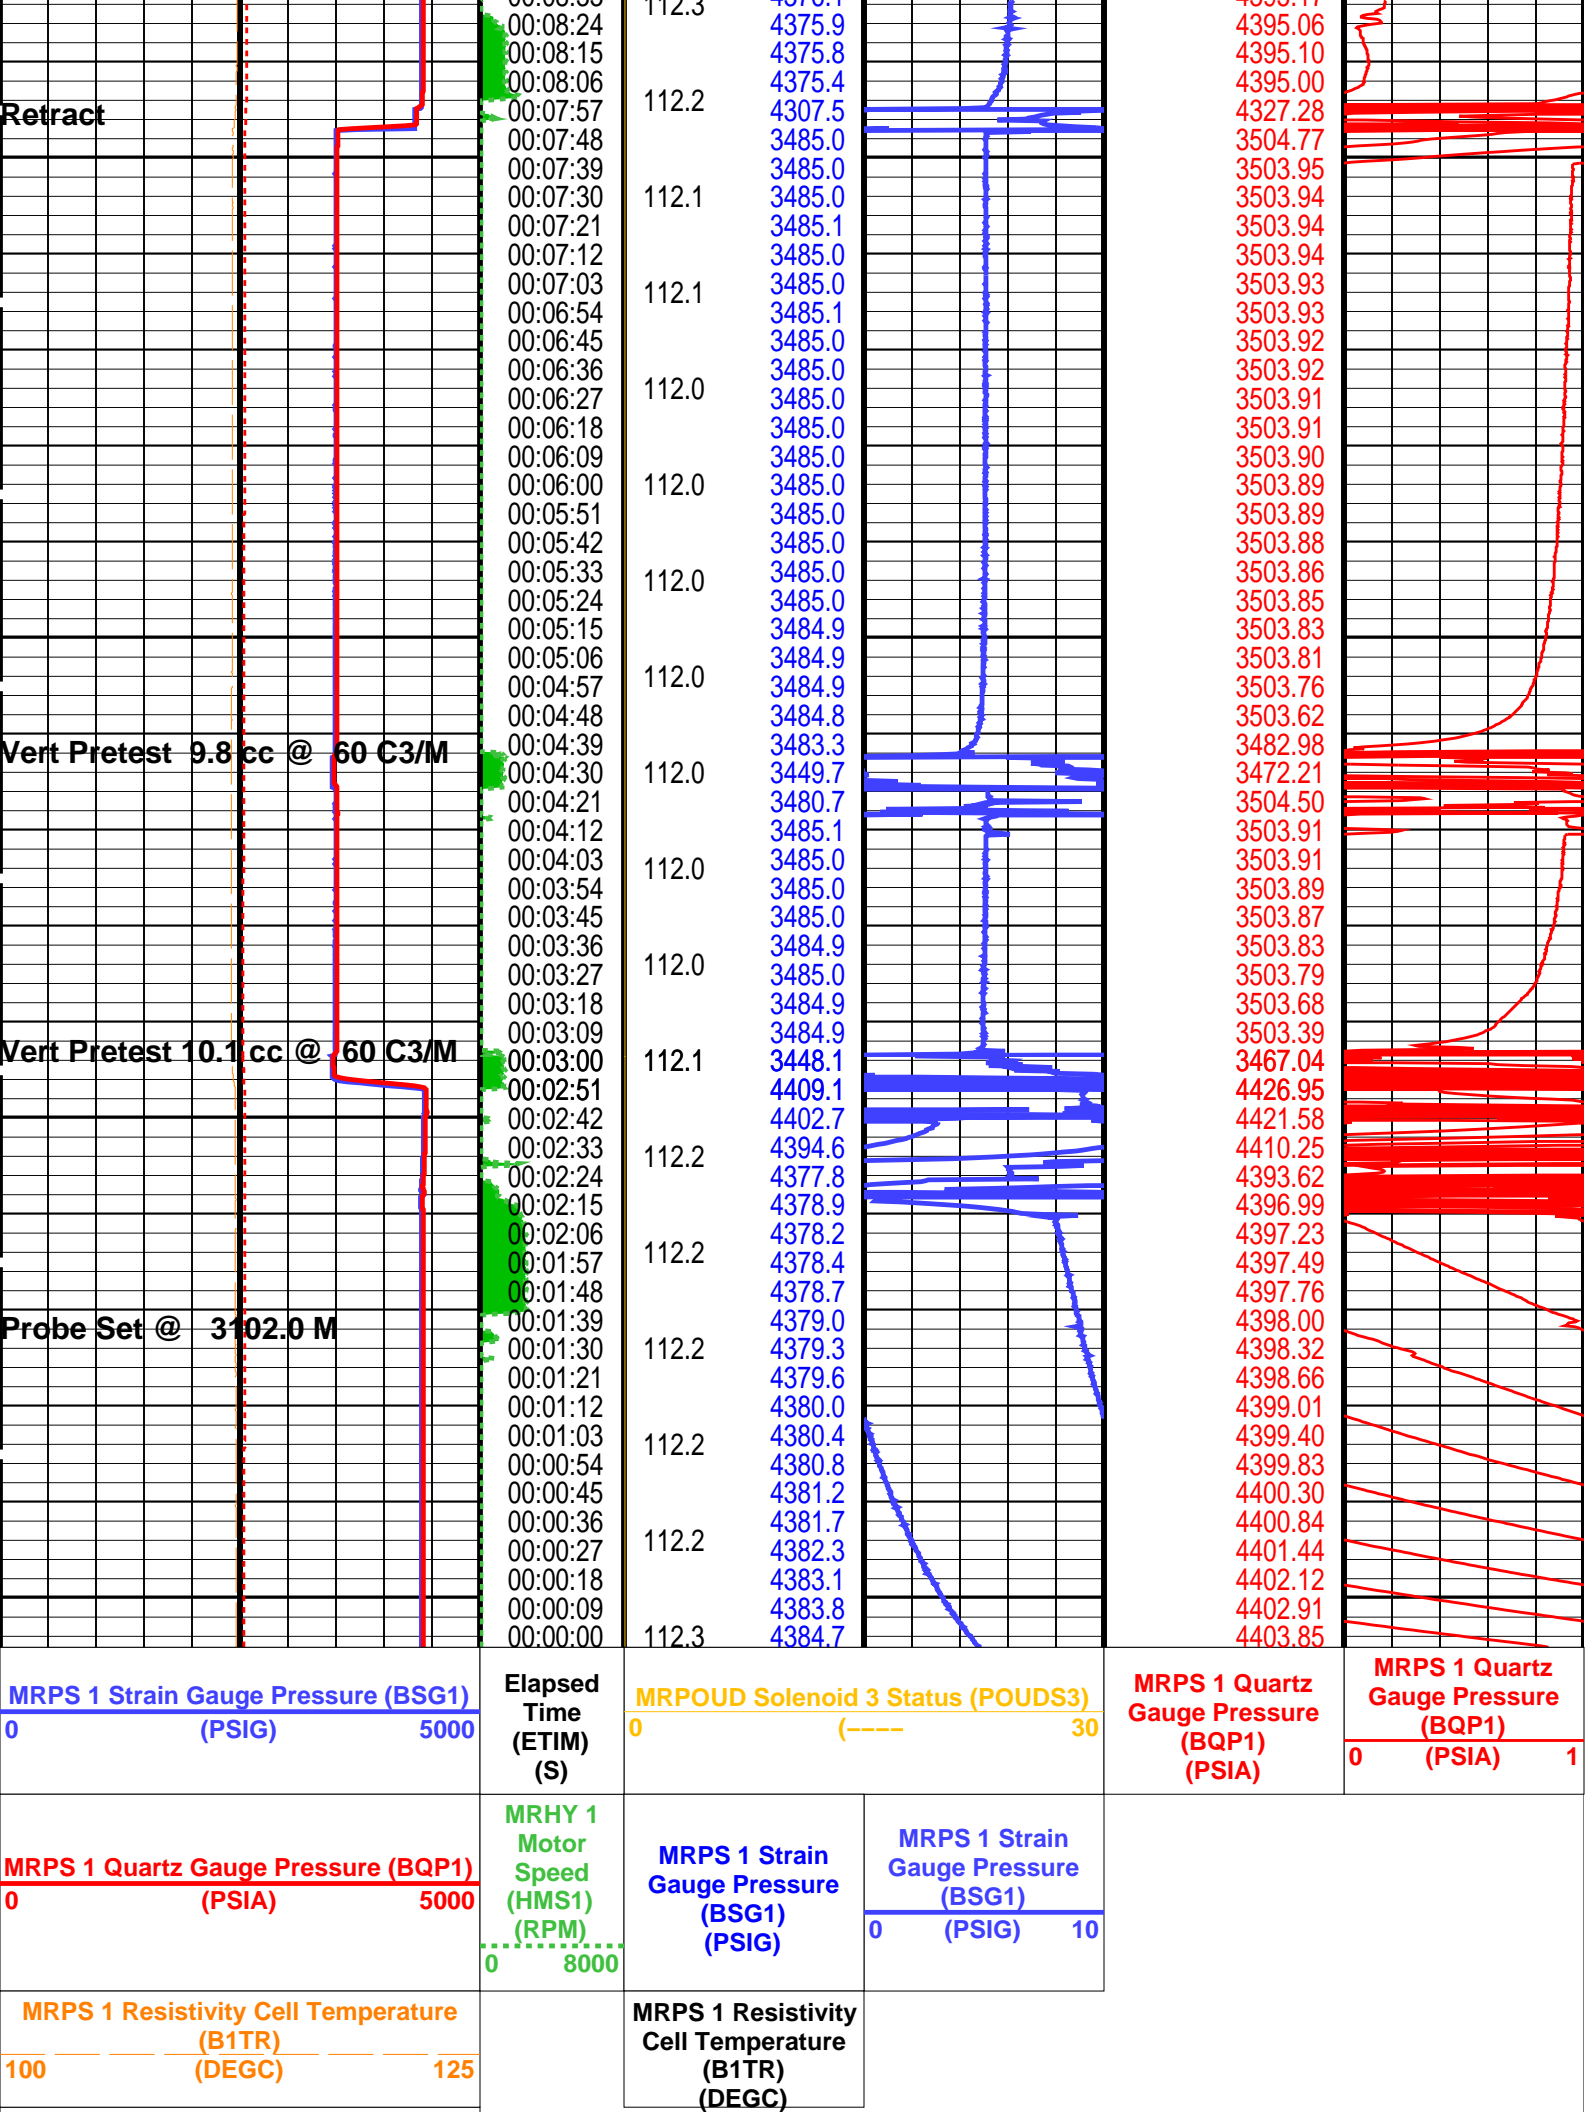 112.3
00:08:24 4375.9 4395.06
00:08:15 4375.8 4395.10
00:08:06 4375.4 4395.00
Retract 00:07:57 112.2 4307.5 4327.28
00:07:48 3485.0 3504.77
00:07:39 3485.0 3503.95
00:07:30 112.1 3485.0 3503.94
00:07:21 3485.1 3503.94
00:07:12 3485.0 3503.94
00:07:03 112.1 3485.0 3503.93
00:06:54 3485.1 3503.93
00:06:45 3485.0 3503.92
00:06:36 112.0 3485.0 3503.92
00:06:27 3485.0 3503.91
00:06:18 3485.0 3503.91
00:06:09 3485.0 3503.90
00:06:00 112.0 3485.0 3503.89
00:05:51 3485.0 3503.89
00:05:42 3485.0 3503.88
00:05:33 112.0 3485.0 3503.86
00:05:24 3485.0 3503.85
00:05:15 3484.9 3503.83
00:05:06 3484.9 3503.81
00:04:57 112.0 3484.9 3503.76
00:04:48 3484.8 3503.62
Vert Pretest 9.8 cc @ 60 C3/M 00:04:39 3483.3 3482.98
00:04:30 112.0 3449.7 3472.21
00:04:21 3480.7 3504.50
00:04:12 3485.1 3503.91
00:04:03 112.0 3485.0 3503.91
00:03:54 3485.0 3503.89
00:03:45 3485.0 3503.87
00:03:36 3484.9 3503.83
00:03:27 112.0 3485.0 3503.79
00:03:18 3484.9 3503.68
00:03:09 3484.9 3503.39
Vert Pretest 10.1 cc @ 60 C3/M 00:03:00 112.1 3448.1 3467.04
00:02:51 4409.1 4426.95
00:02:42 4402.7 4421.58
00:02:33 112.2 4394.6 4410.25
00:02:24 4377.8 4393.62
00:02:15 4378.9 4396.99
00:02:06 4378.2 4397.23
00:01:57 112.2 4378.4 4397.49
00:01:48 4378.7 4397.76
Probe Set @ 3102.0 M 00:01:39 4379.0 4398.00
00:01:30 112.2 4379.3 4398.32
00:01:21 4379.6 4398.66
00:01:12 4380.0 4399.01
00:01:03 112.2 4380.4 4399.40
00:00:54 4380.8 4399.83
00:00:45 4381.2 4400.30
00:00:36 112.2 4381.7 4400.84
00:00:27 4382.3 4401.44
00:00:18 4383.1 4402.12
00:00:09 4383.8 4402.91
00:00:00 112.3 4384.7 4403.85
MRPS 1 Strain Gauge Pressure (BSG1)
0 (PSIG) 5000
Elapsed
Time
(ETIM)
(S)
MRPOUD Solenoid 3 Status (POUDS3)
0 (---- 30
MRPS 1 Quartz
Gauge Pressure
(BQP1)
(PSIA)
MRPS 1 Quartz
Gauge Pressure
(BQP1)
0 (PSIA) 1
MRPS 1 Quartz Gauge Pressure (BQP1)
0 (PSIA) 5000
MRHY 1
Motor
Speed
(HMS1)
(RPM)
0 8000
MRPS 1 Strain
Gauge Pressure
(BSG1)
(PSIG)
MRPS 1 Strain
Gauge Pressure
(BSG1)
0 (PSIG) 10
MRPS 1 Resistivity Cell Temperature
(B1TR)
100 (DEGC) 125
MRPS 1 Resistivity
Cell Temperature
(B1TR)
(DEGC)